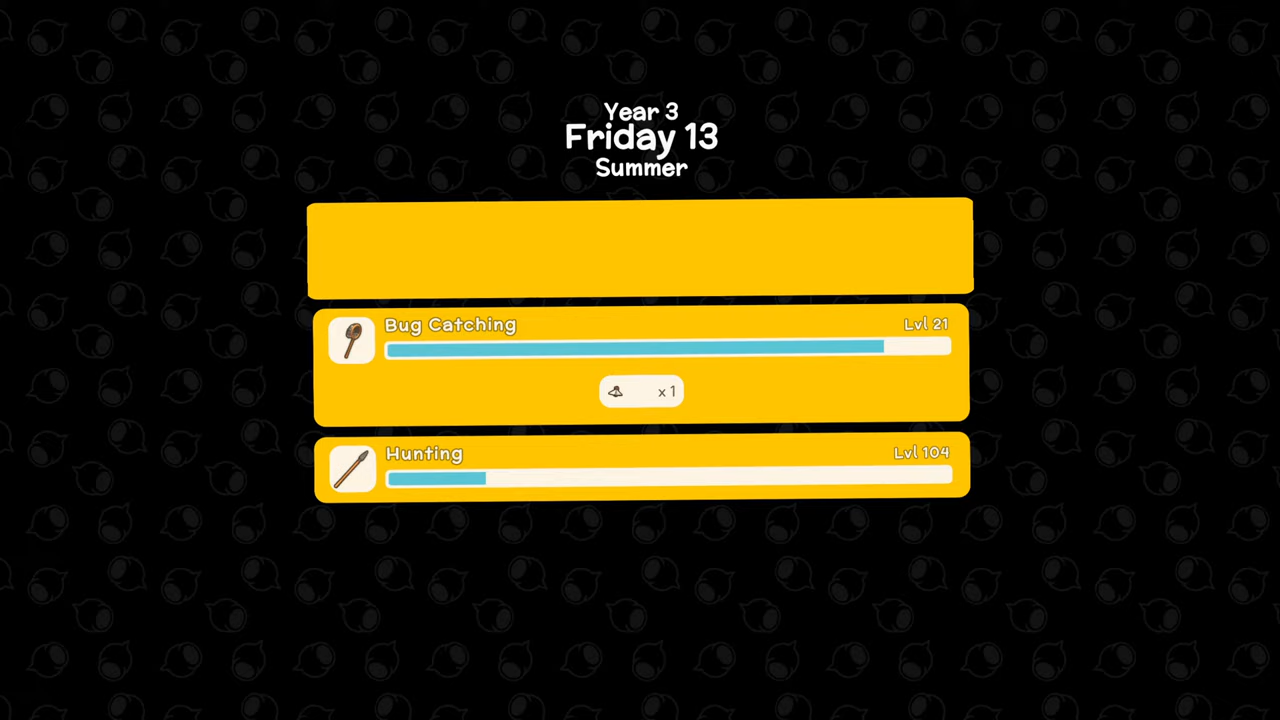 Year 3
Friday 13
Summer
Bug Catching
Lvl 21
x 1
Hunting
Lvl 104